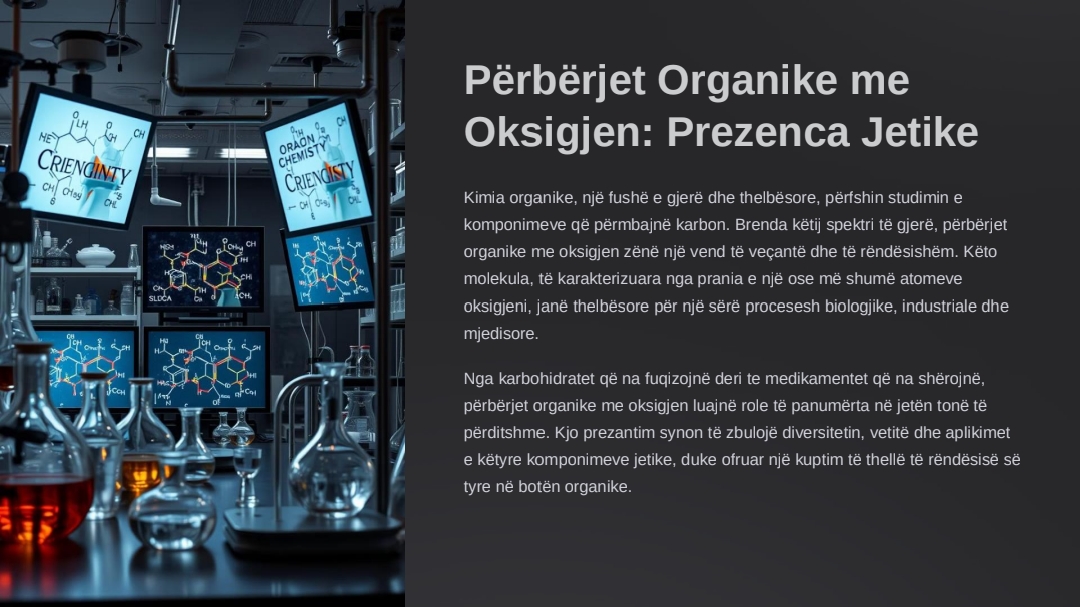 Përbërjet Organike me
Oksigjen: Prezenca Jetike
Kimia organike, një fushë e gjerë dhe thelbësore, përfshin studimin e
komponimeve që përmbajnë karbon. Brenda këtij spektri të gjerë, përbërjet
organike me oksigjen zënë një vend të veçantë dhe të rëndësishëm. Këto
molekula, të karakterizuara nga prania e një ose më shumë atomeve
oksigjeni, janë thelbësore për një sërë procesesh biologjike, industriale dhe
mjedisore.
Nga karbohidratet që na fuqizojnë deri te medikamentet që na shërojnë,
përbërjet organike me oksigjen luajnë role të panumërta në jetën tonë të
përditshme. Kjo prezantim synon të zbulojë diversitetin, vetitë dhe aplikimet
e këtyre komponimeve jetike, duke ofruar një kuptim të thellë të rëndësisë së
tyre në botën organike.
CRIENCINTY
ORAON
CHEMISTY
CRIENCISTY